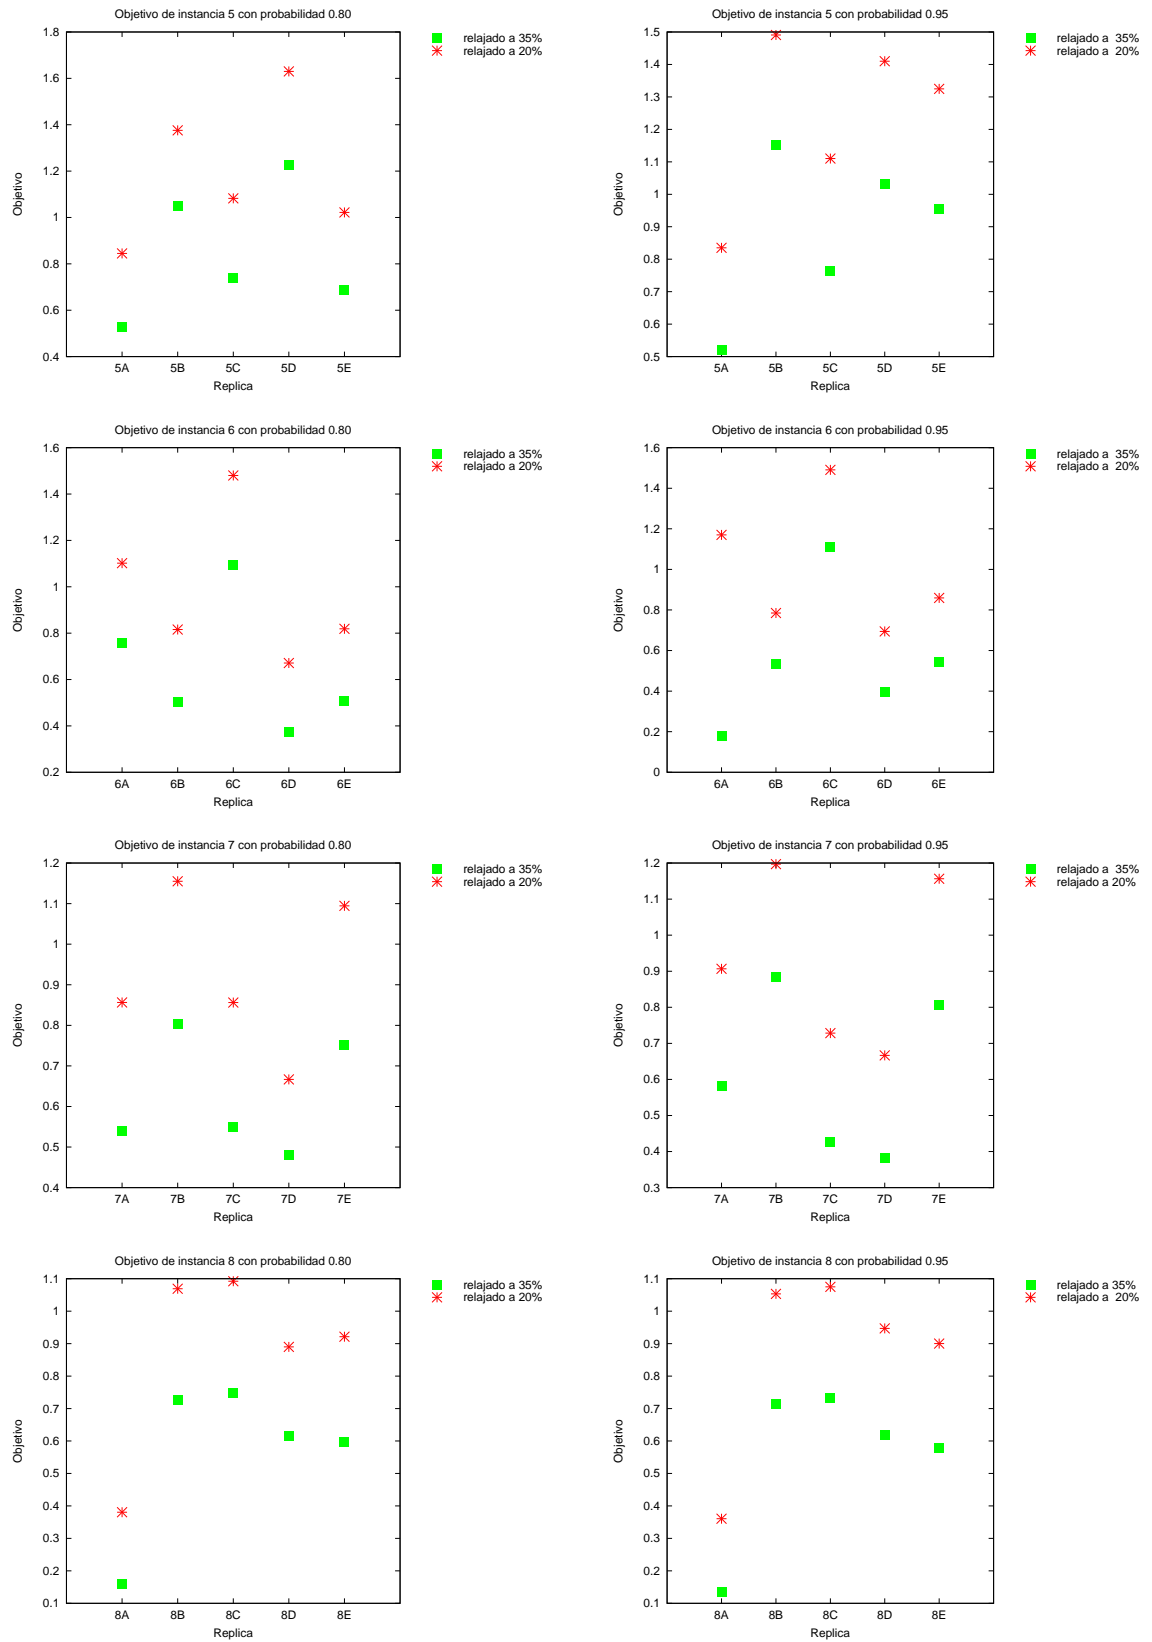 Objetivo de instancia 5 con probabilidad 0.80
relajado a 35%
relajado a 20%
1.8
1.6
1.4
1.2
1
0.8
0.6
0.4
Objetivo
5A 5B 5C 5D 5E
Replica
Objetivo de instancia 5 con probabilidad 0.95
relajado a 35%
relajado a 20%
1.5
1.4
1.3
1.2
1.1
1
0.9
0.8
0.7
0.6
0.5
Objetivo
5A 5B 5C 5D 5E
Replica
Objetivo de instancia 6 con probabilidad 0.80
relajado a 35%
relajado a 20%
1.6
1.4
1.2
1
0.8
0.6
0.4
0.2
Objetivo
6A 6B 6C 6D 6E
Replica
Objetivo de instancia 6 con probabilidad 0.95
relajado a 35%
relajado a 20%
1.6
1.4
1.2
1
0.8
0.6
0.4
0.2
0
Objetivo
6A 6B 6C 6D 6E
Replica
Objetivo de instancia 7 con probabilidad 0.80
relajado a 35%
relajado a 20%
1.2
1.1
1
0.9
0.8
0.7
0.6
0.5
0.4
Objetivo
7A 7B 7C 7D 7E
Replica
Objetivo de instancia 7 con probabilidad 0.95
relajado a 35%
relajado a 20%
1.2
1.1
1
0.9
0.8
0.7
0.6
0.5
0.4
0.3
Objetivo
7A 7B 7C 7D 7E
Replica
Objetivo de instancia 8 con probabilidad 0.80
relajado a 35%
relajado a 20%
1.1
1
0.9
0.8
0.7
0.6
0.5
0.4
0.3
0.2
0.1
Objetivo
8A 8B 8C 8D 8E
Replica
Objetivo de instancia 8 con probabilidad 0.95
relajado a 35%
relajado a 20%
1.1
1
0.9
0.8
0.7
0.6
0.5
0.4
0.3
0.2
0.1
Objetivo
8A 8B 8C 8D 8E
Replica